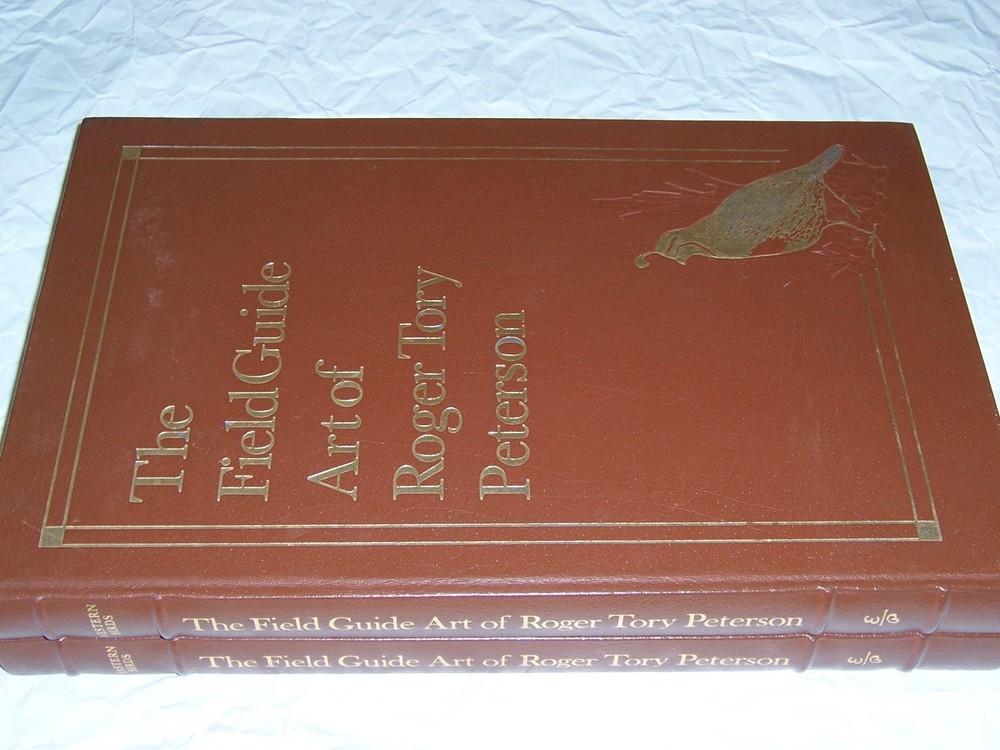 The
Field Guide
Art of
Roger Tory
Peterson
The Field Guide Art of Roger Tory Peterson
The Field Guide Art of Roger Tory Peterson